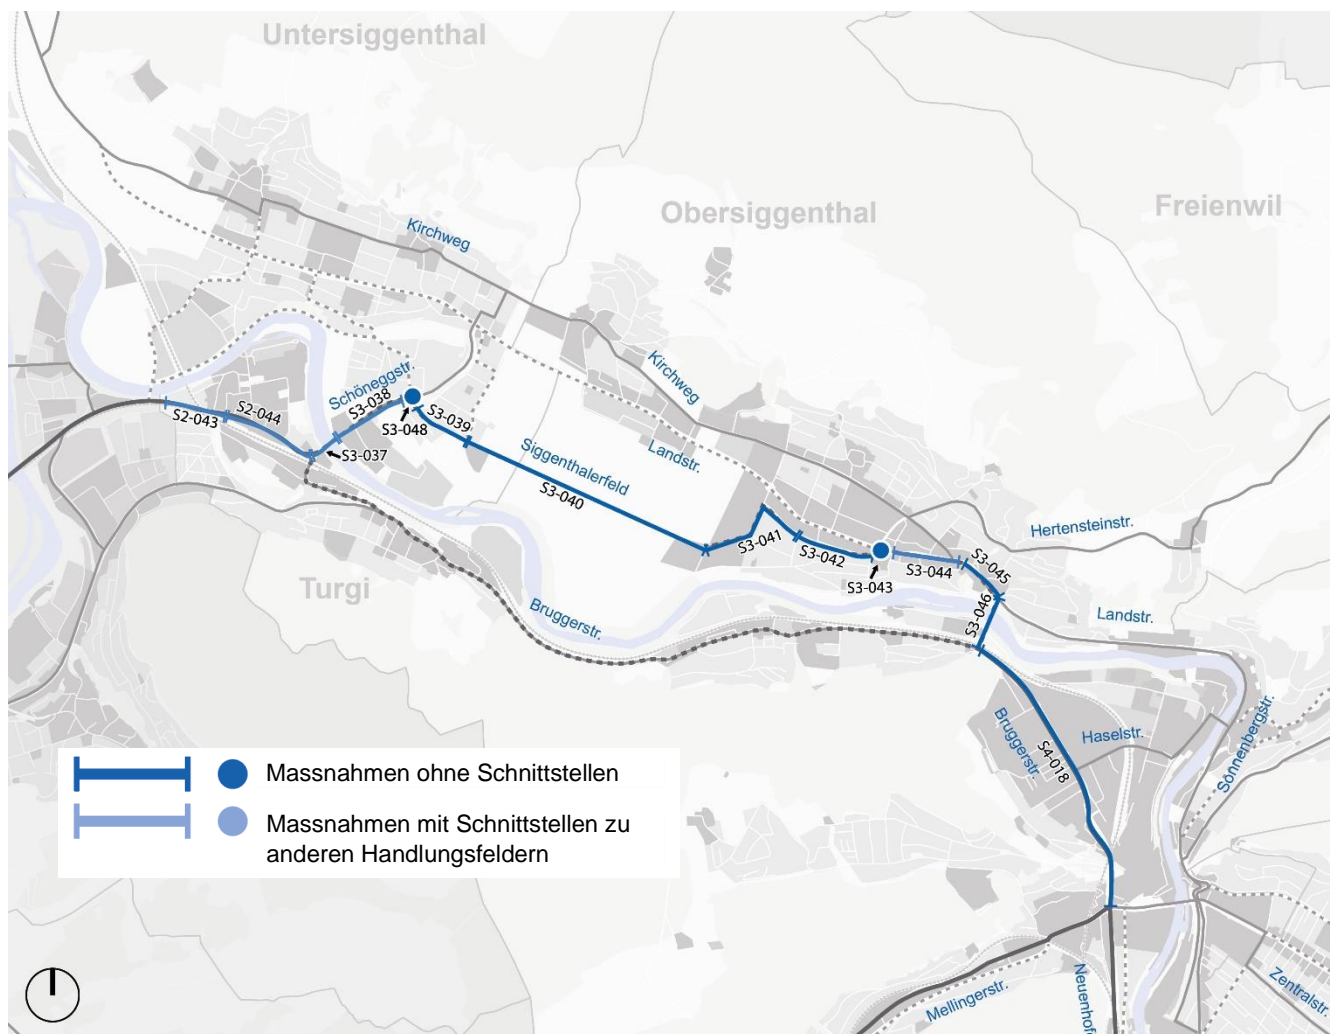 Untersiggenthal
Obersiggenthal
Freienwil
Kirchweg
Kirchweg
Schöneggstr.
S2-043
S2-044
S3-038
S3-048
S3-039
S3-037
Siggenthalerfeld
Landstr.
S3-040
S3-041
S3-042
S3-043
S3-044
S3-045
Hertensteinstr.
S3-046
Landstr.
Turgi
Bruggerstr.
Bruggerstr.
Haselstr.
Sonnenbergstr.
S4-018
Massnahmen ohne Schnittstellen
Massnahmen mit Schnittstellen zu
anderen Handlungsfeldern
Mellingerstr.
Neuenhof
Zentralstr.